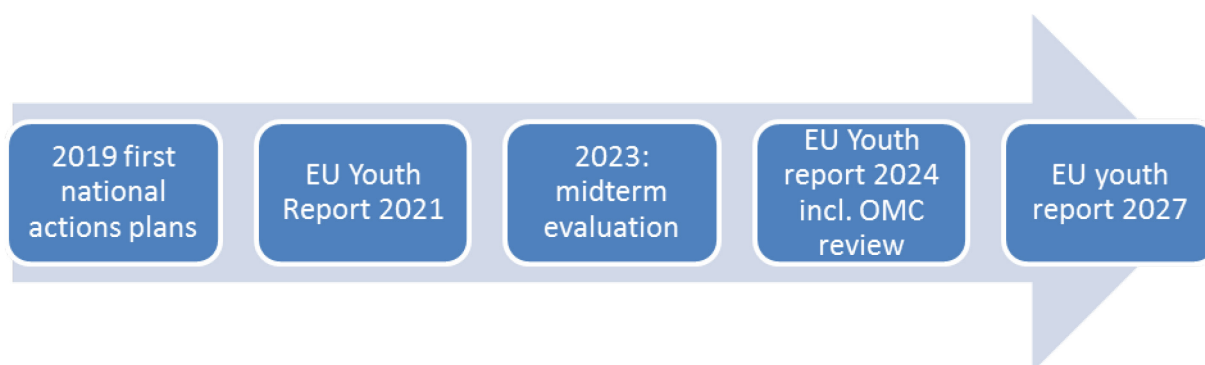 2019 first
national
actions plans
EU Youth
Report 2021
2023:
midterm
evaluation
EU Youth
report 2024
incl. OMC
review
EU youth
report 2027